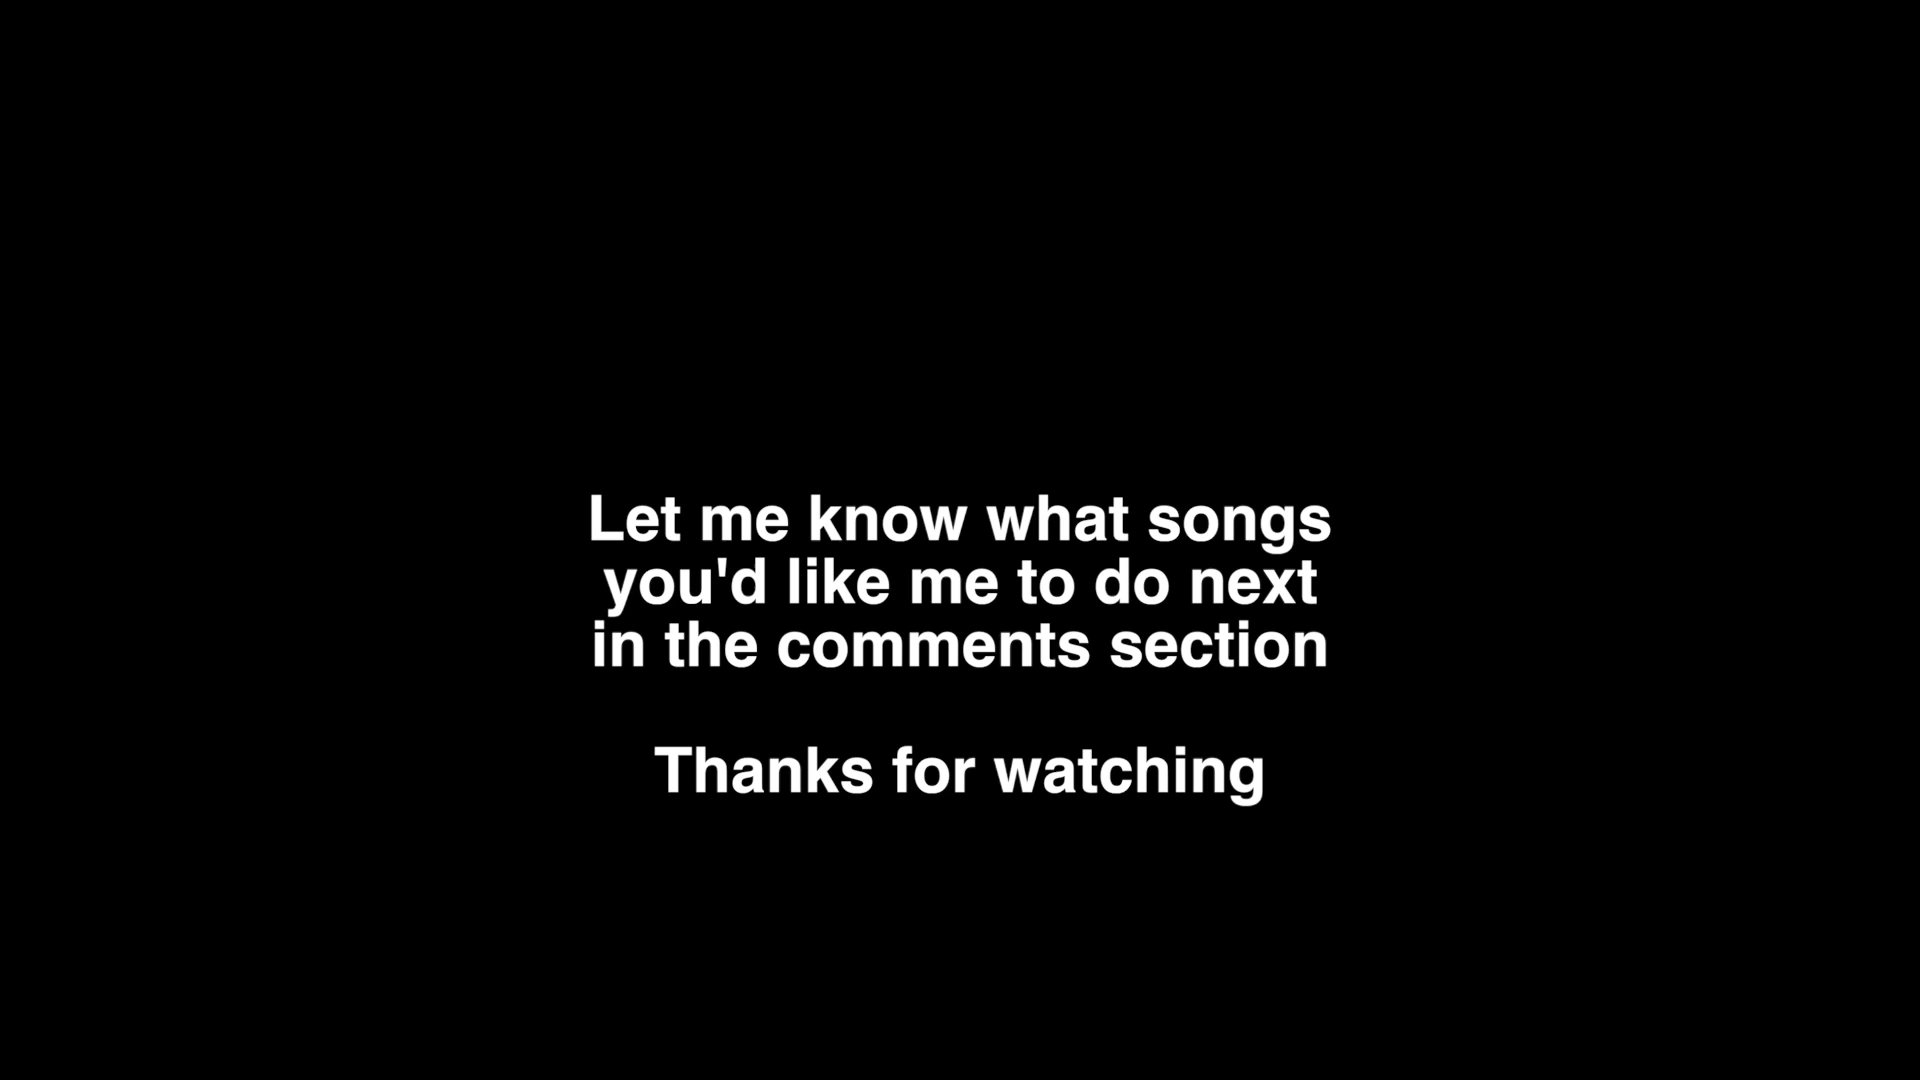 Let me know what songs
you'd like me to do next
in the comments section
Thanks for watching